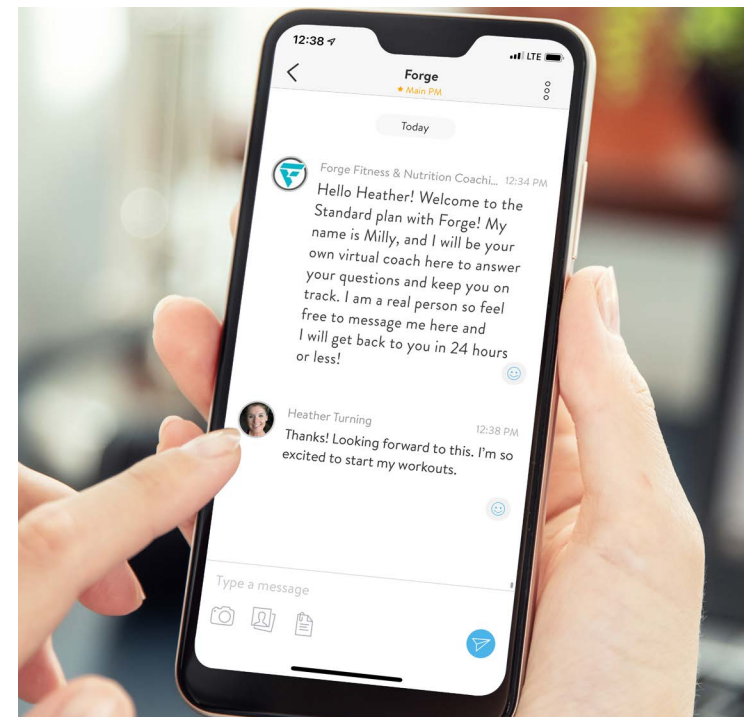 12:38
LTE
Forge
★ Main PM
Today
Forge Fitness & Nutrition Coachi... 12:34 PM
Hello Heather! Welcome to the
Standard plan with Forge! My
name is Milly, and I will be your
own virtual coach here to answer
your questions and keep you on
track. I am a real person so feel
free to message me here and
I will get back to you in 24 hours
or less!
Heather Turning 12:38 PM
Thanks! Looking forward to this. I'm so
excited to start my workouts.
Type a message